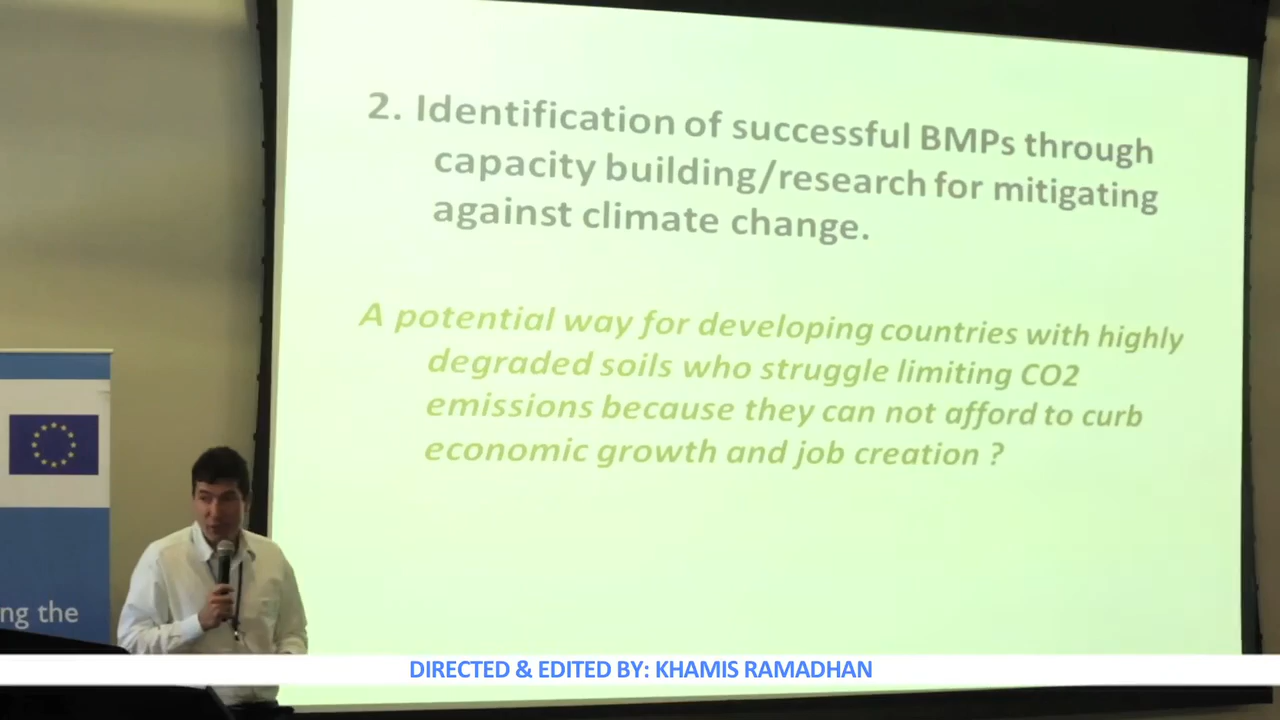 2. Identification of successful BMPs through
capacity building/research for mitigating
against climate change.
A potential way for developing countries with highly
degraded soils who struggle limiting CO2
emissions because they can not afford to curb
economic growth and job creation ?
ng the
DIRECTED & EDITED BY: KHAMIS RAMADHAN